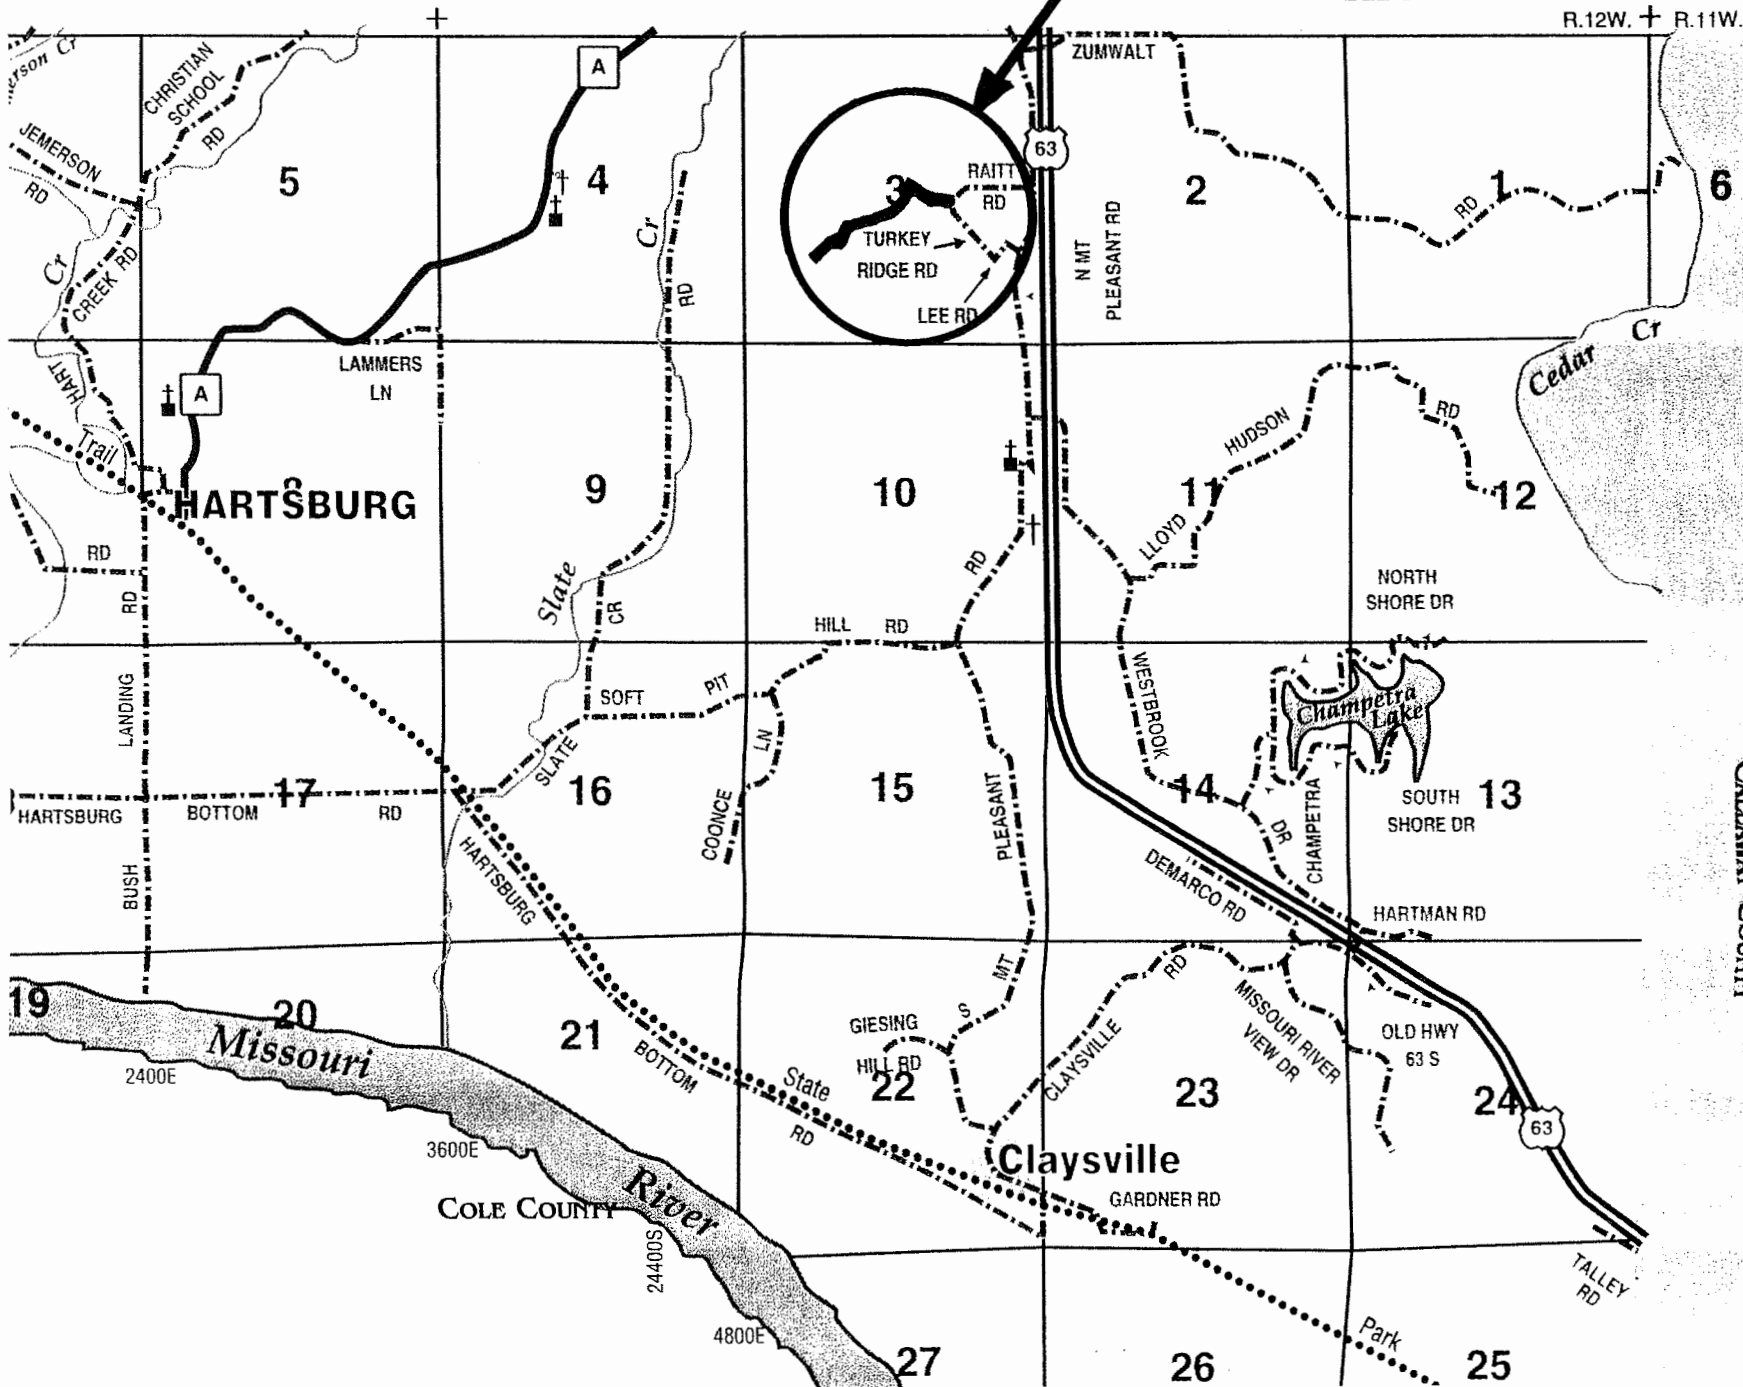 R.12W. R.11W.
erson Cr
CHRISTIAN
SCHOOL
RD
A
ZUMWALT
JEMERSON
RD
63
5
4
3
RAITT
RD
2
1
RD
6
Cr
TURKEY
RIDGE RD
N MT
PLEASANT RD
Cr
CREEK RD
RD
LEE RD
Cedar Cr
LAMMERS
LN
HART
A
HUDSON
RD
Trail
HARTSBURG
8
9
10
11
12
LLOYD
RD
RD
RD
Slate
CR
NORTH
SHORE DR
HILL RD
WESTBROOK
LANDING
SOFT PIT
Champetra
Lake
LN
SLATE
17
16
15
14
13
HARTSBURG BOTTOM RD
COONCE
PLEASANT
DR
CHAMPETRA
SOUTH
SHORE DR
BUSH
HARTSBURG
DEMARCO RD
HARTMAN RD
MT
RD
19
20
21
S
GIESING
HILL RD
22
CLAYSVILLE
MISSOURI RIVER
VIEW DR
OLD HWY
63 S
23
24
Missouri
2400E
BOTTOM
State
RD
63
3600E
Claysville
COLE COUNTY
River
GARDNER RD
24400S
TALLEY
RD
4800E
Park
27
26
25